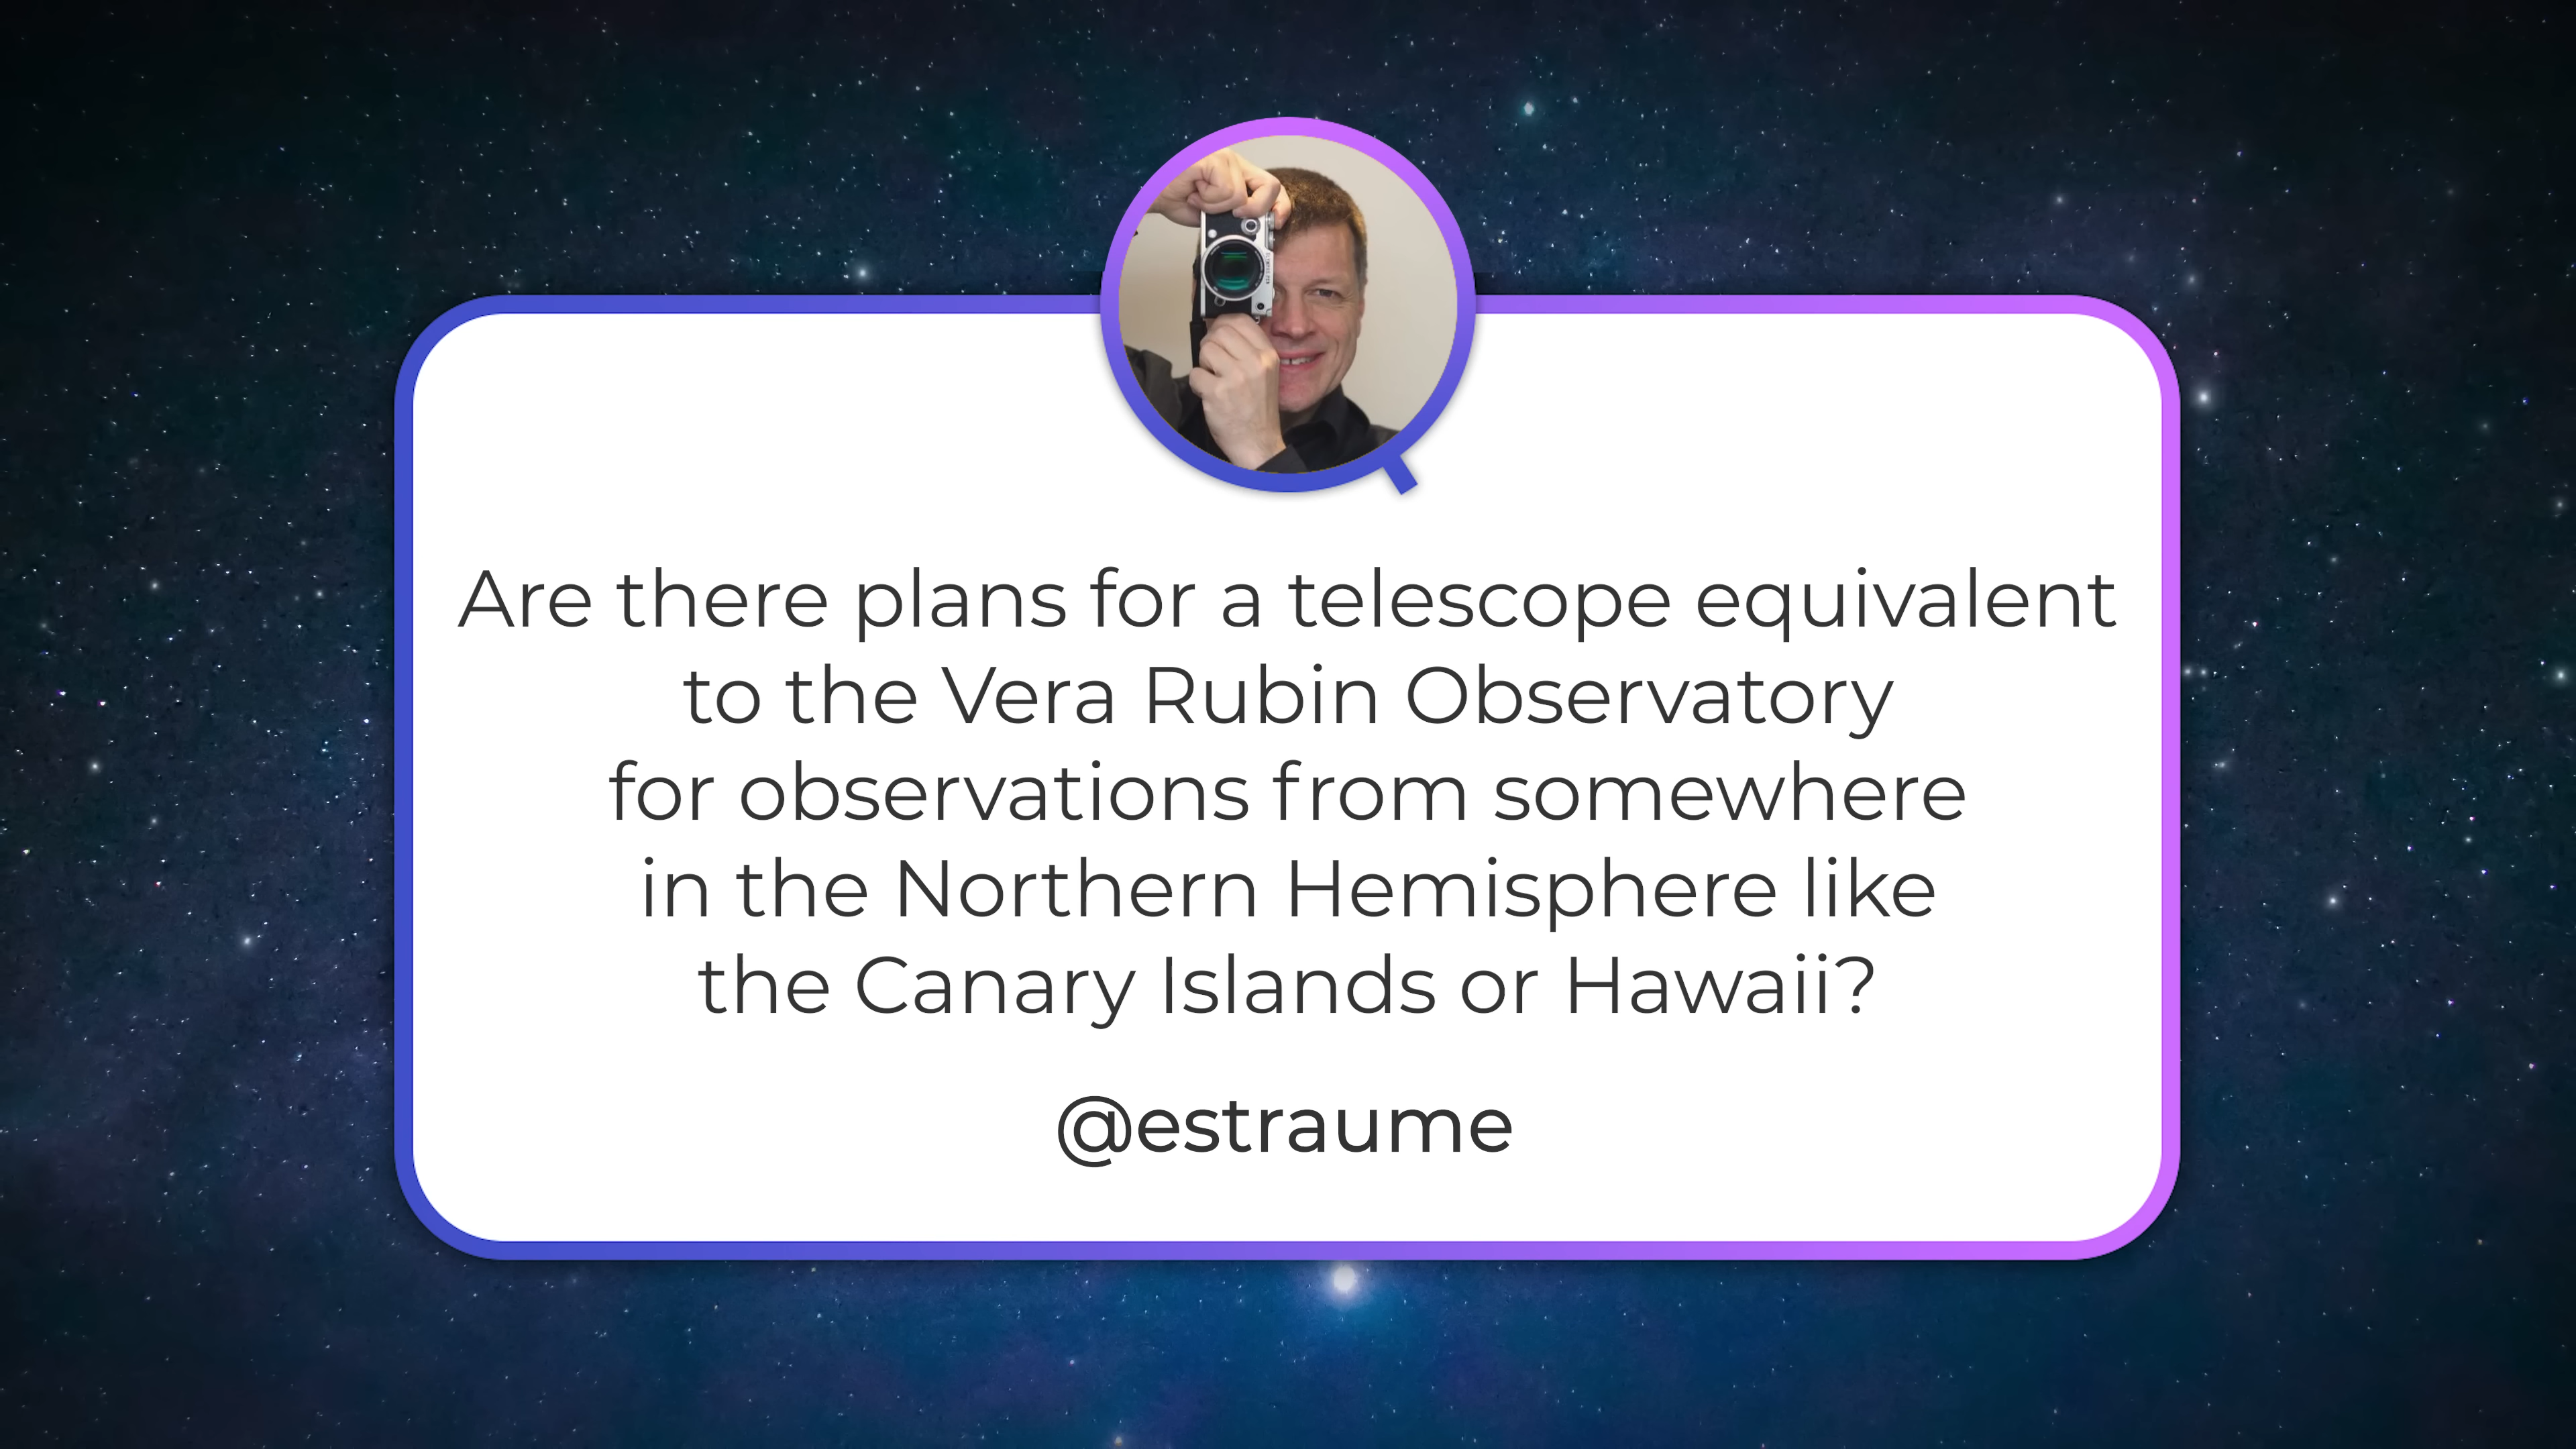 Are there plans for a telescope equivalent
to the Vera Rubin Observatory
for observations from somewhere
in the Northern Hemisphere like
the Canary Islands or Hawaii?
@estraume